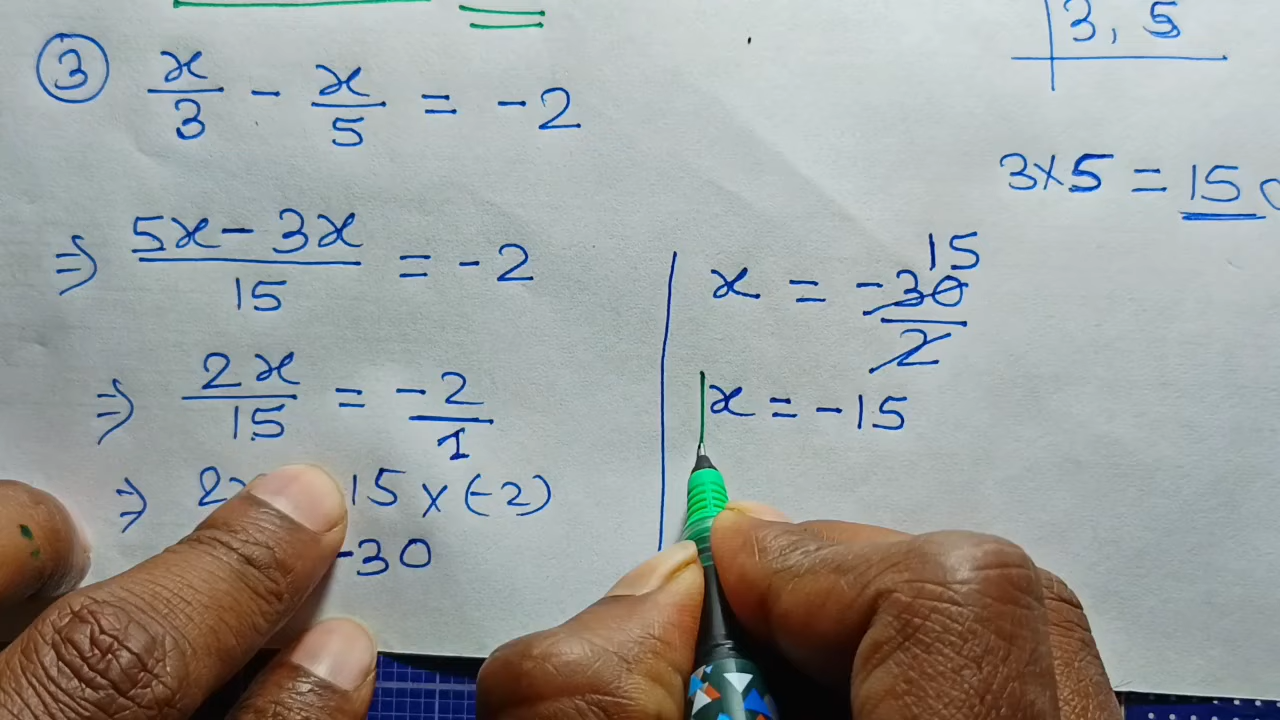 ③ x/3 - x/5 = -2
⇒ (5x - 3x)/15 = -2
⇒ 2x/15 = -2/1
⇒ 2 15 × (-2)
-30
3, 5
3×5 = 15
15
x = -30/2
x = -15